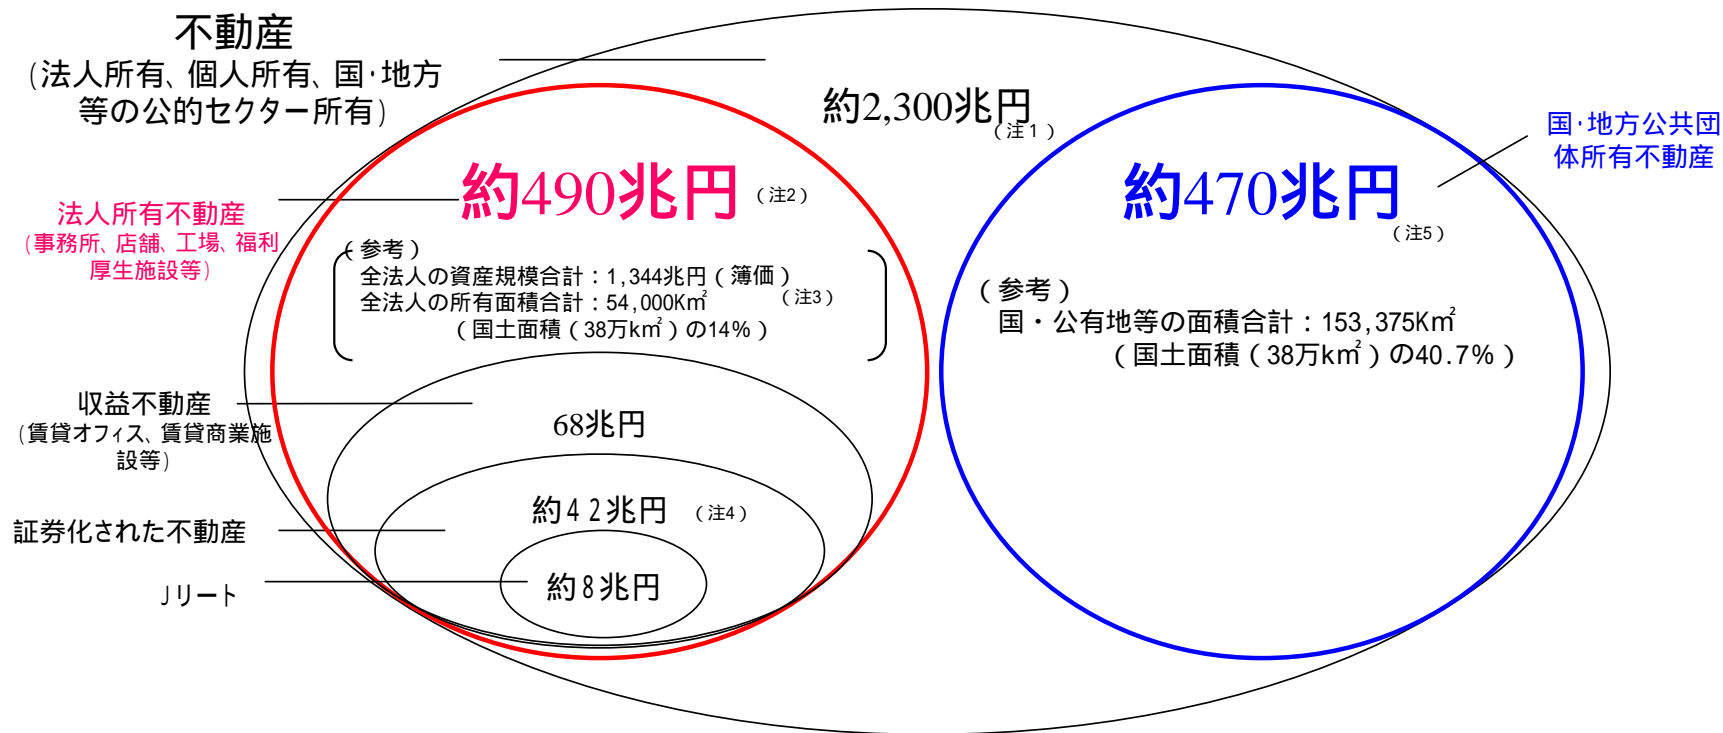 不動産
(法人所有、個人所有、国・地方
等の公的セクター所有)
約2,300兆円
(注1)
国・地方公共団
体所有不動産
約490兆円 (注2)
約470兆円
(注5)
法人所有不動産
(事務所、店舗、工場、福利
厚生施設等)
(参考)
全法人の資産規模合計:1,344兆円(簿価)
全法人の所有面積合計:54,000Km² (注3)
(国土面積(38万km²)の14%)
(参考)
国・公有地等の面積合計:153,375Km²
(国土面積(38万km²)の40.7%)
収益不動産
(賃貸オフィス、賃貸商業施
設等)
68兆円
証券化された不動産
約42兆円 (注4)
Jリート
約8兆円